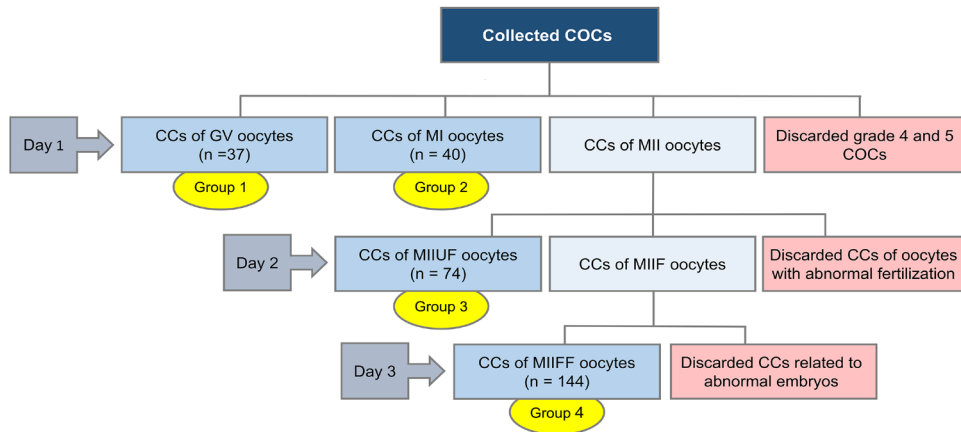 Collected COCs
Day 1
CCs of GV oocytes
(n =37)
Group 1
CCs of MI oocytes
(n = 40)
Group 2
CCs of MII oocytes
Discarded grade 4 and 5
COCs
Day 2
CCs of MIIUF oocytes
(n = 74)
Group 3
CCs of MIIF oocytes
Discarded CCs of oocytes
with abnormal fertilization
Day 3
CCs of MIIFF oocytes
(n = 144)
Group 4
Discarded CCs related to
abnormal embryos